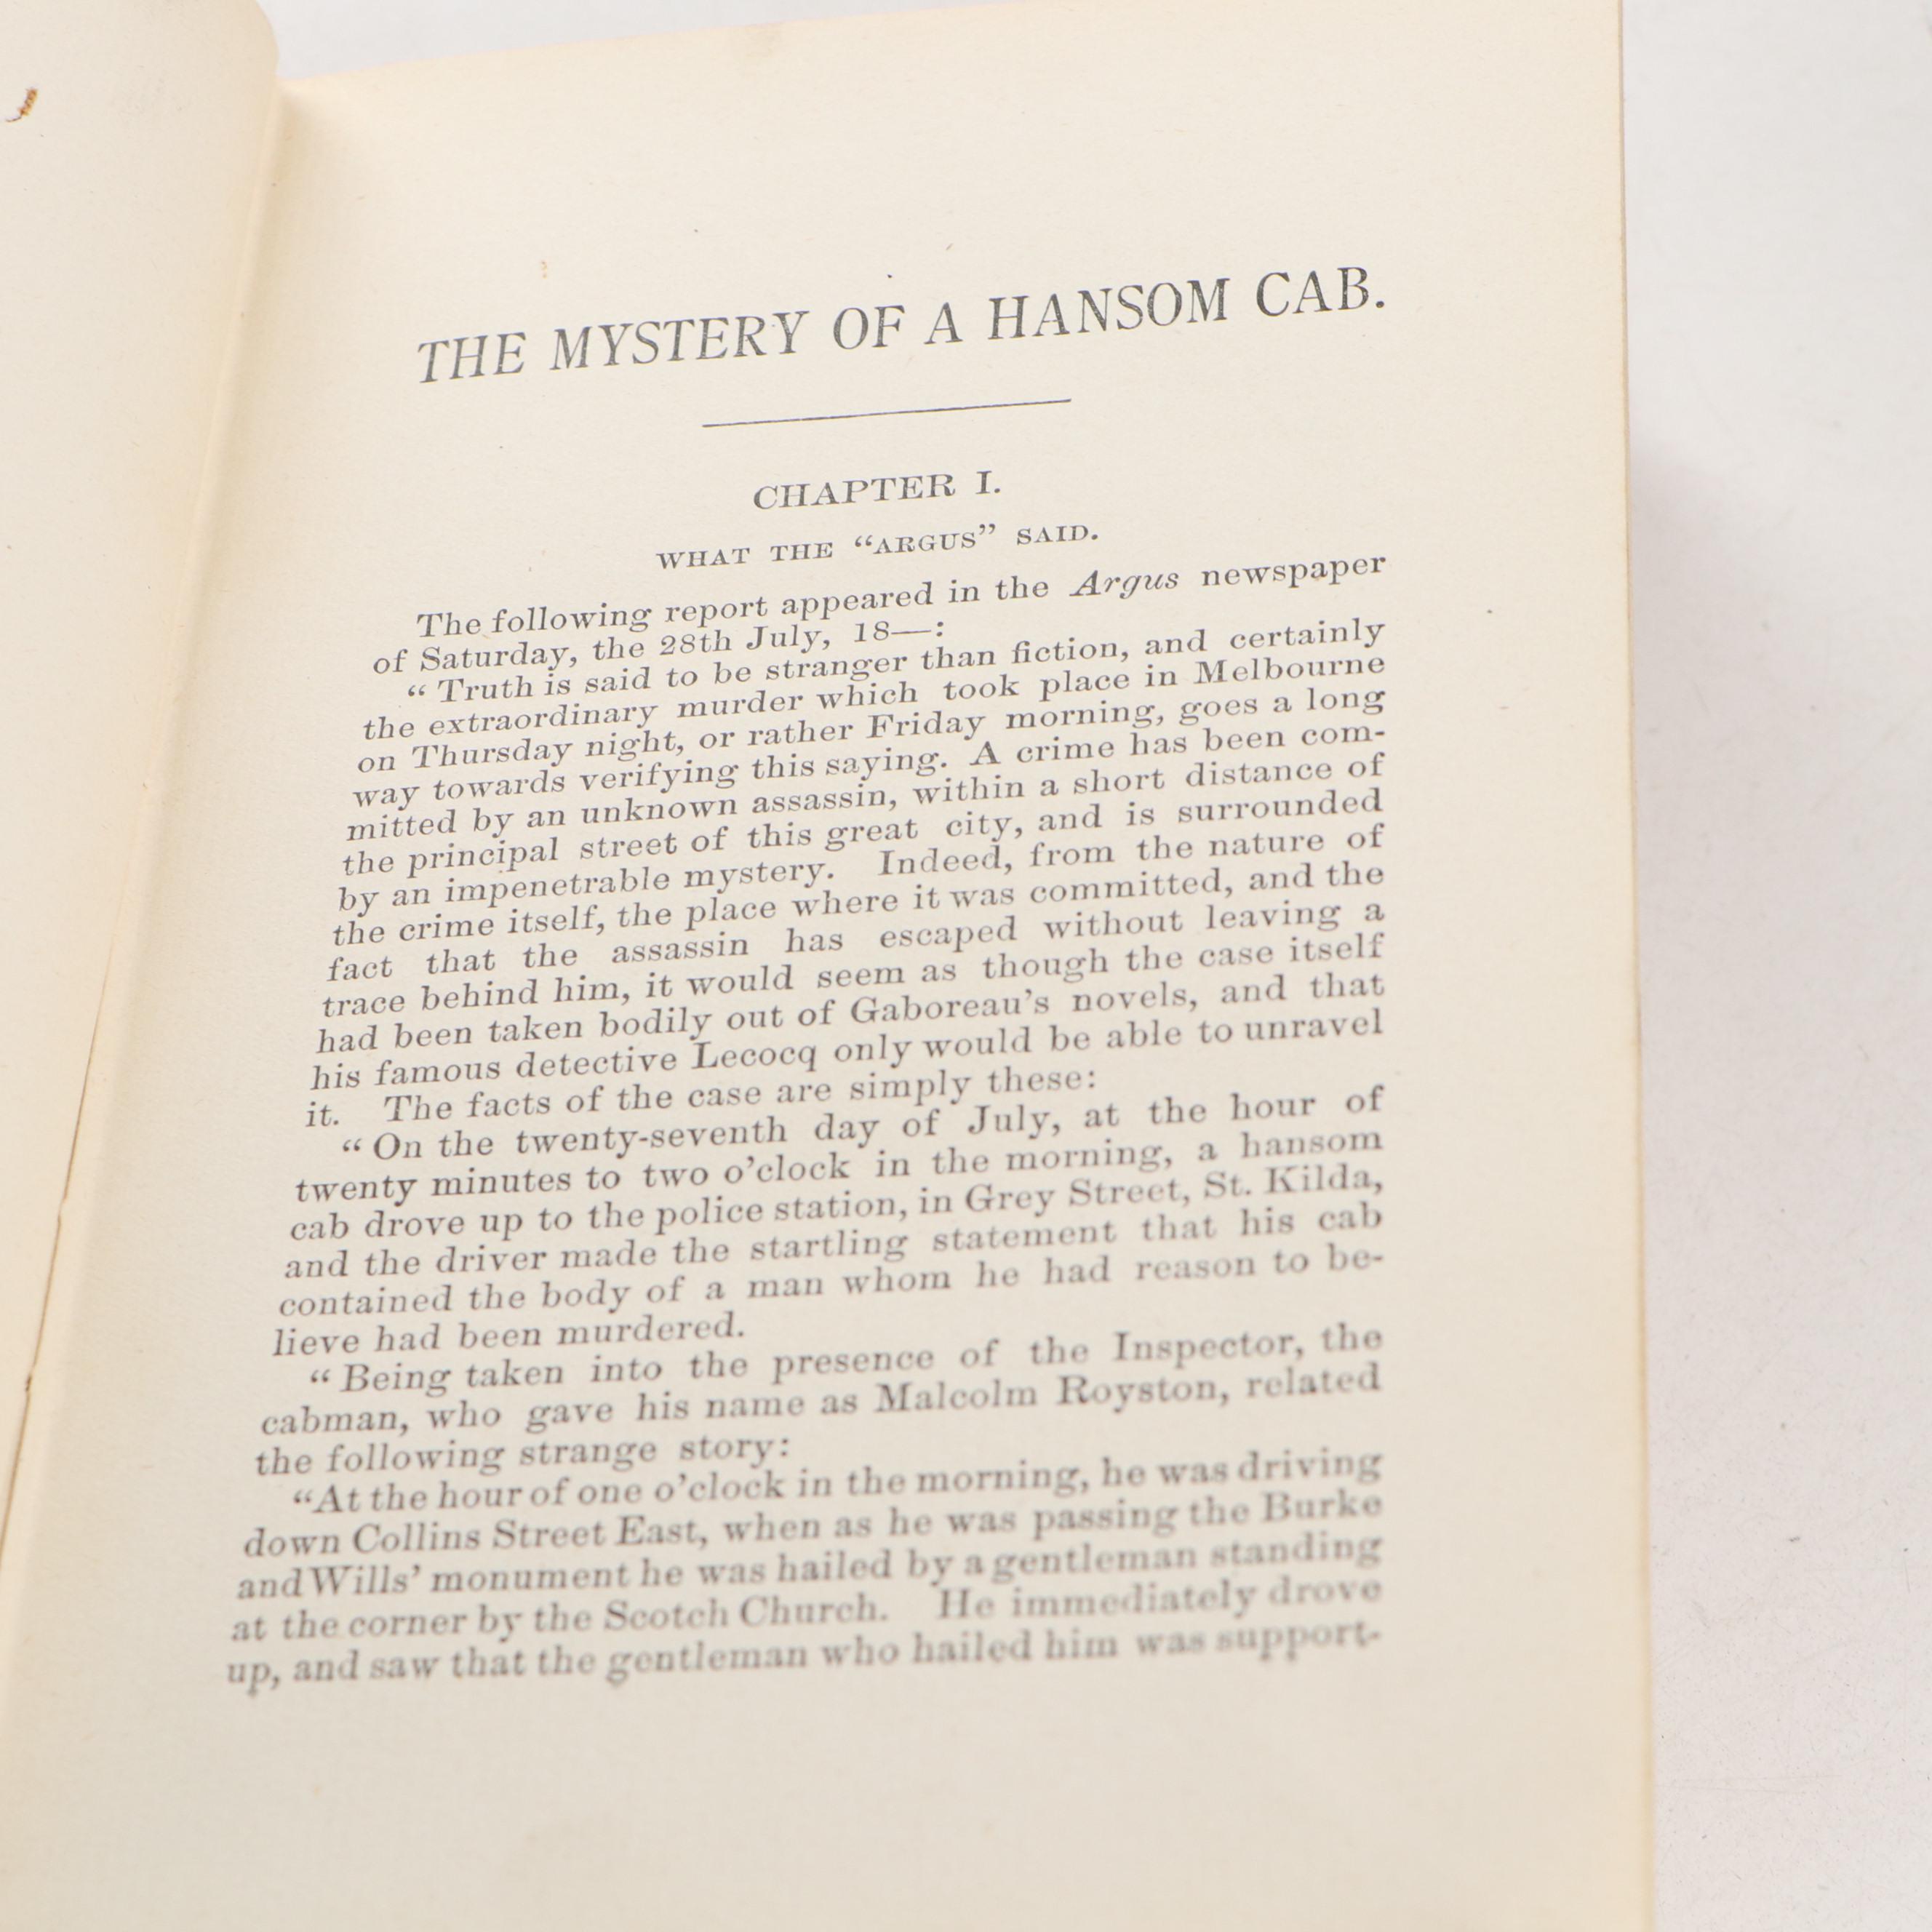 THE MYSTERY OF A HANSOM CAB.
CHAPTER I.
WHAT THE “ARGUS” SAID.
The following report appeared in the Argus newspaper
of Saturday, the 28th July, 18—:
“Truth is said to be stranger than fiction, and certainly
the extraordinary murder which took place in Melbourne
on Thursday night, or rather Friday morning, goes a long
way towards verifying this saying. A crime has been com-
mitted by an unknown assassin, within a short distance of
the principal street of this great city, and is surrounded
by an impenetrable mystery. Indeed, from the nature of
the crime itself, the place where it was committed, and the
fact that the assassin has escaped without leaving a
trace behind him, it would seem as though the case itself
had been taken bodily out of Gaboreau’s novels, and that
his famous detective Lecocq only would be able to unravel
it. The facts of the case are simply these:
“On the twenty-seventh day of July, at the hour of
twenty minutes to two o’clock in the morning, a hansom
cab drove up to the police station, in Grey Street, St. Kilda,
and the driver made the startling statement that his cab
contained the body of a man whom he had reason to be-
lieve had been murdered.
“Being taken into the presence of the Inspector, the
cabman, who gave his name as Malcolm Royston, related
the following strange story:
“At the hour of one o’clock in the morning, he was driving
down Collins Street East, when as he was passing the Burke
and Wills’ monument he was hailed by a gentleman standing
at the corner by the Scotch Church. He immediately drove
up, and saw that the gentleman who hailed him was support-